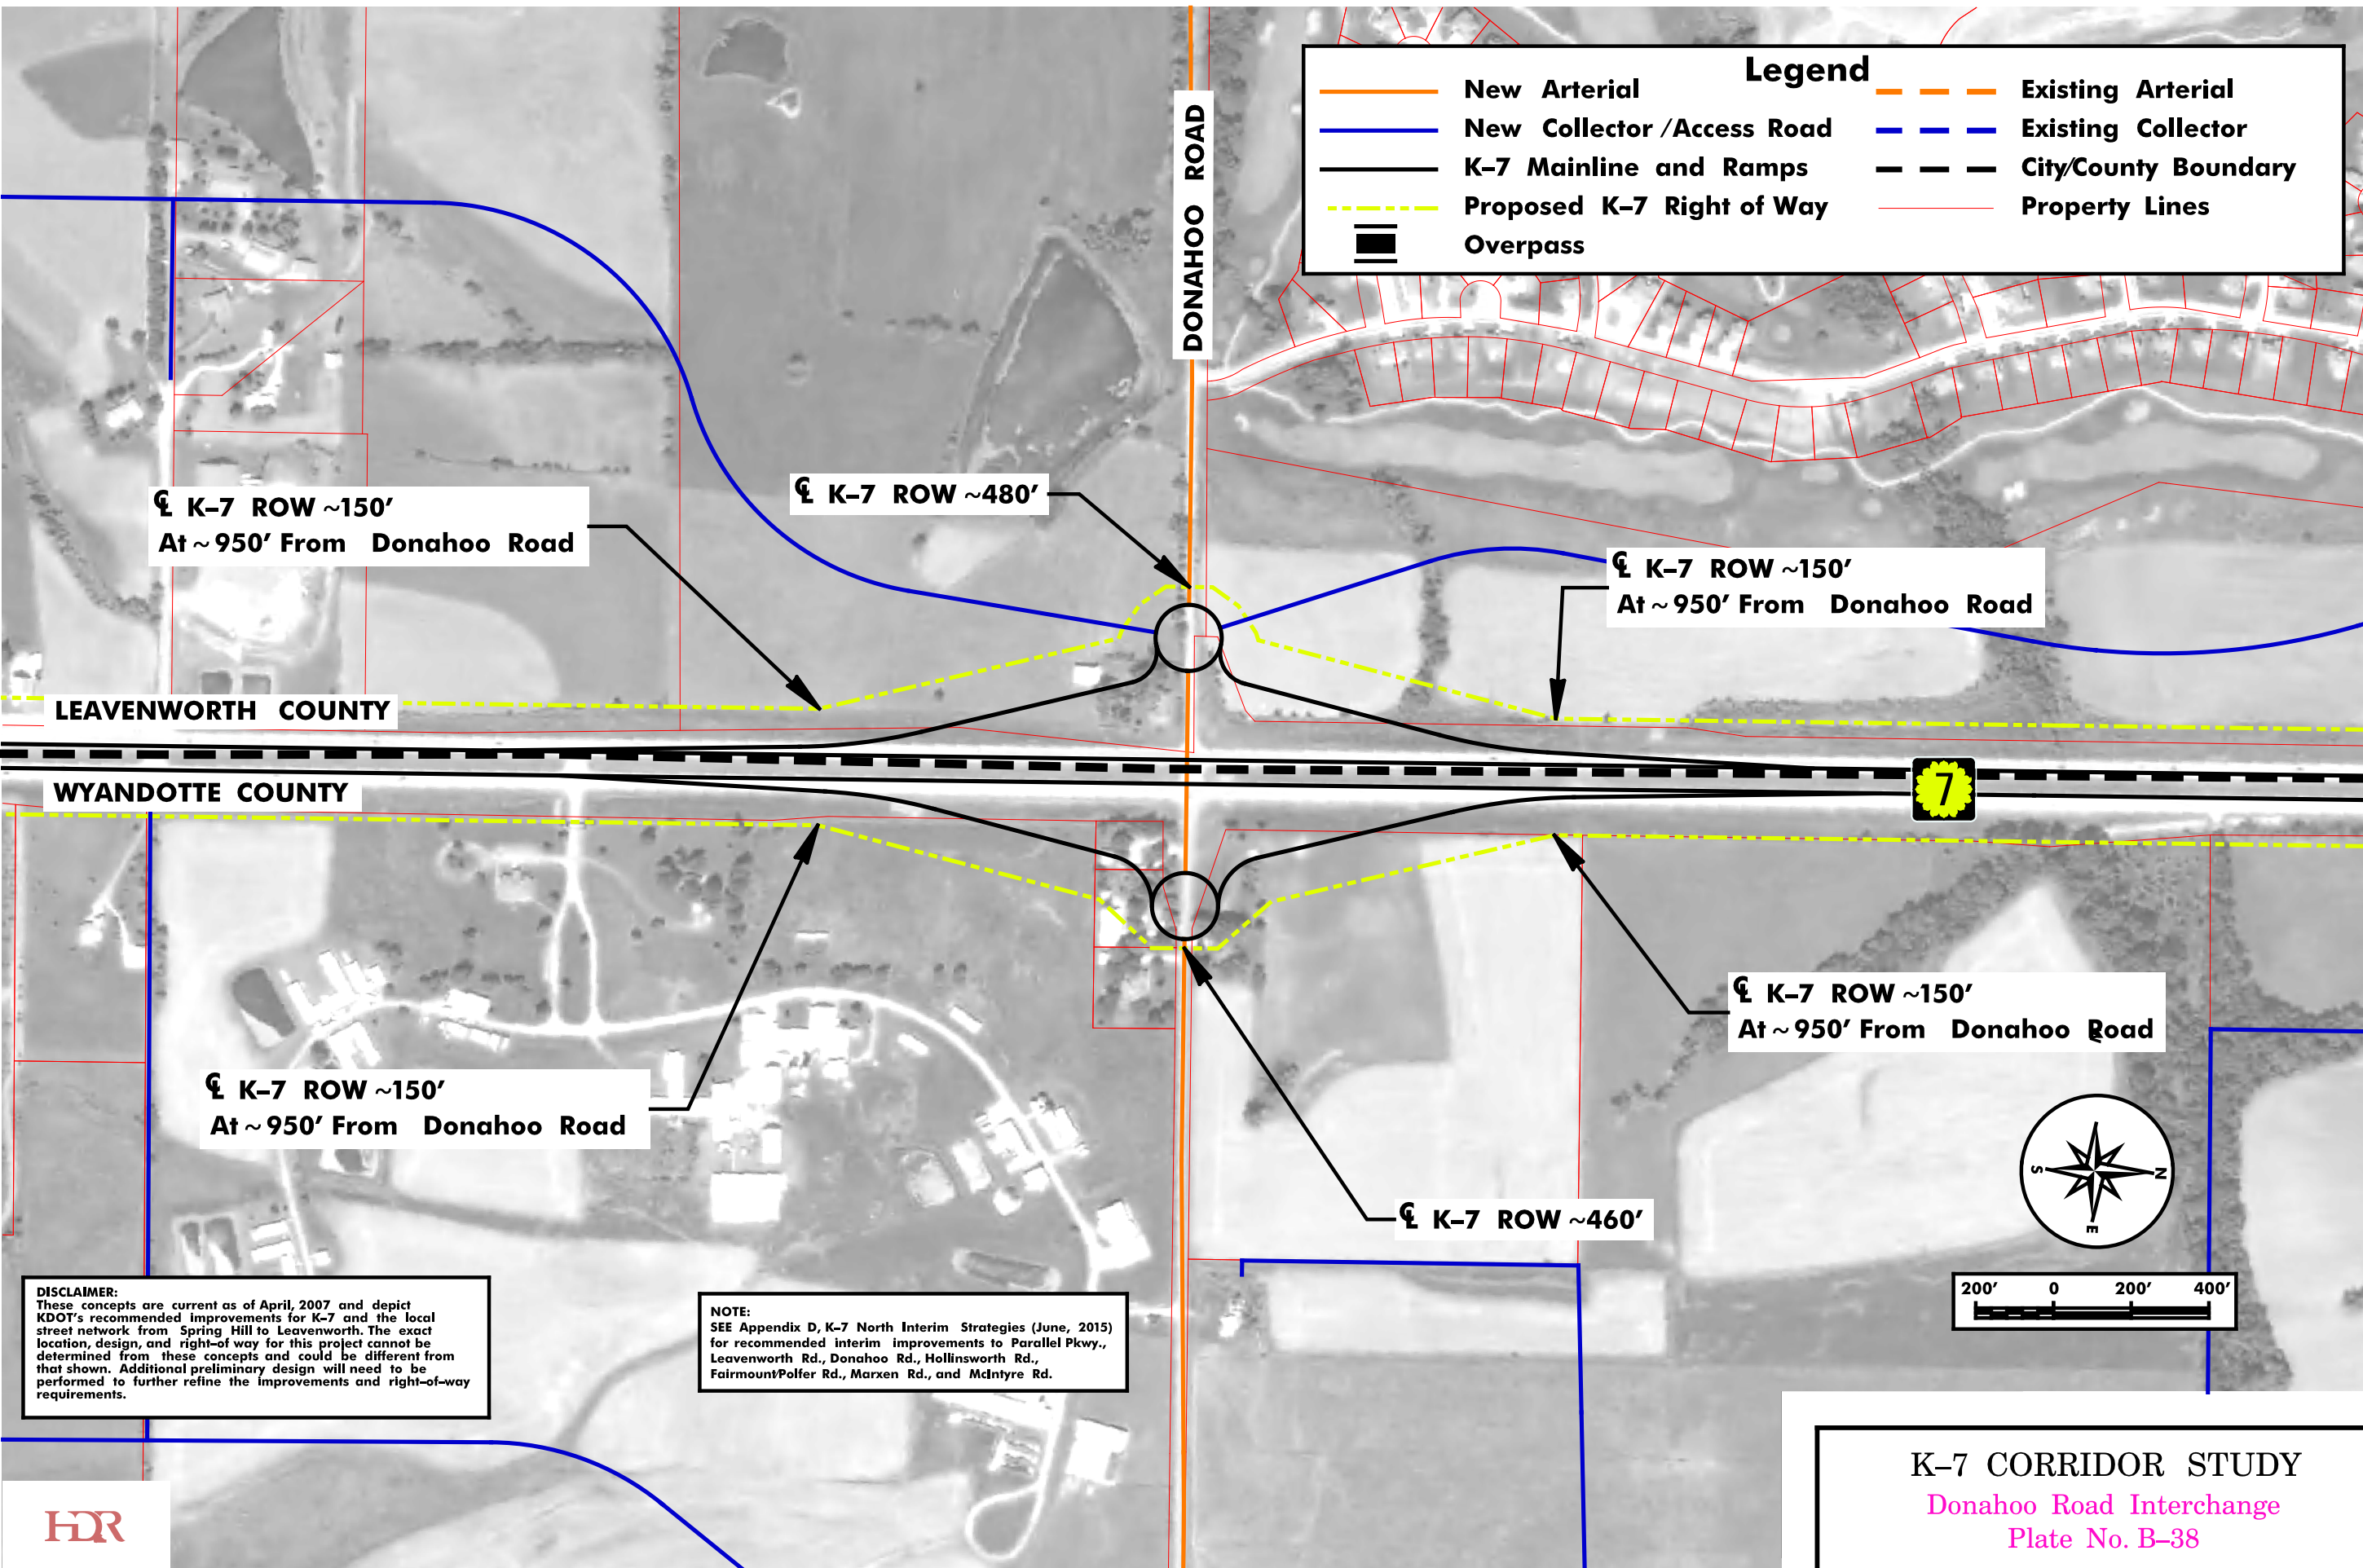 Legend
New Arterial
New Collector / Access Road
K-7 Mainline and Ramps
Proposed K-7 Right of Way
Overpass
Existing Arterial
Existing Collector
City/County Boundary
Property Lines
DONAHOO ROAD
℄ K-7 ROW ~150'
At ~ 950' From Donahoo Road
℄ K-7 ROW ~480'
℄ K-7 ROW ~150'
At ~ 950' From Donahoo Road
LEAVENWORTH COUNTY
WYANDOTTE COUNTY
7
℄ K-7 ROW ~150'
At ~ 950' From Donahoo Road
℄ K-7 ROW ~150'
At ~ 950' From Donahoo Road
℄ K-7 ROW ~460'
S
N
E
W
200' 0 200' 400'
DISCLAIMER:
These concepts are current as of April, 2007 and depict
KDOT's recommended improvements for K-7 and the local
street network from Spring Hill to Leavenworth. The exact
location, design, and right-of way for this project cannot be
determined from these concepts and could be different from
that shown. Additional preliminary design will need to be
performed to further refine the improvements and right-of-way
requirements.
NOTE:
SEE Appendix D, K-7 North Interim Strategies (June, 2015)
for recommended interim improvements to Parallel Pkwy.,
Leavenworth Rd., Donahoo Rd., Hollinsworth Rd.,
Fairmount/Polfer Rd., Marxen Rd., and McIntyre Rd.
HDR
K-7 CORRIDOR STUDY
Donahoo Road Interchange
Plate No. B-38